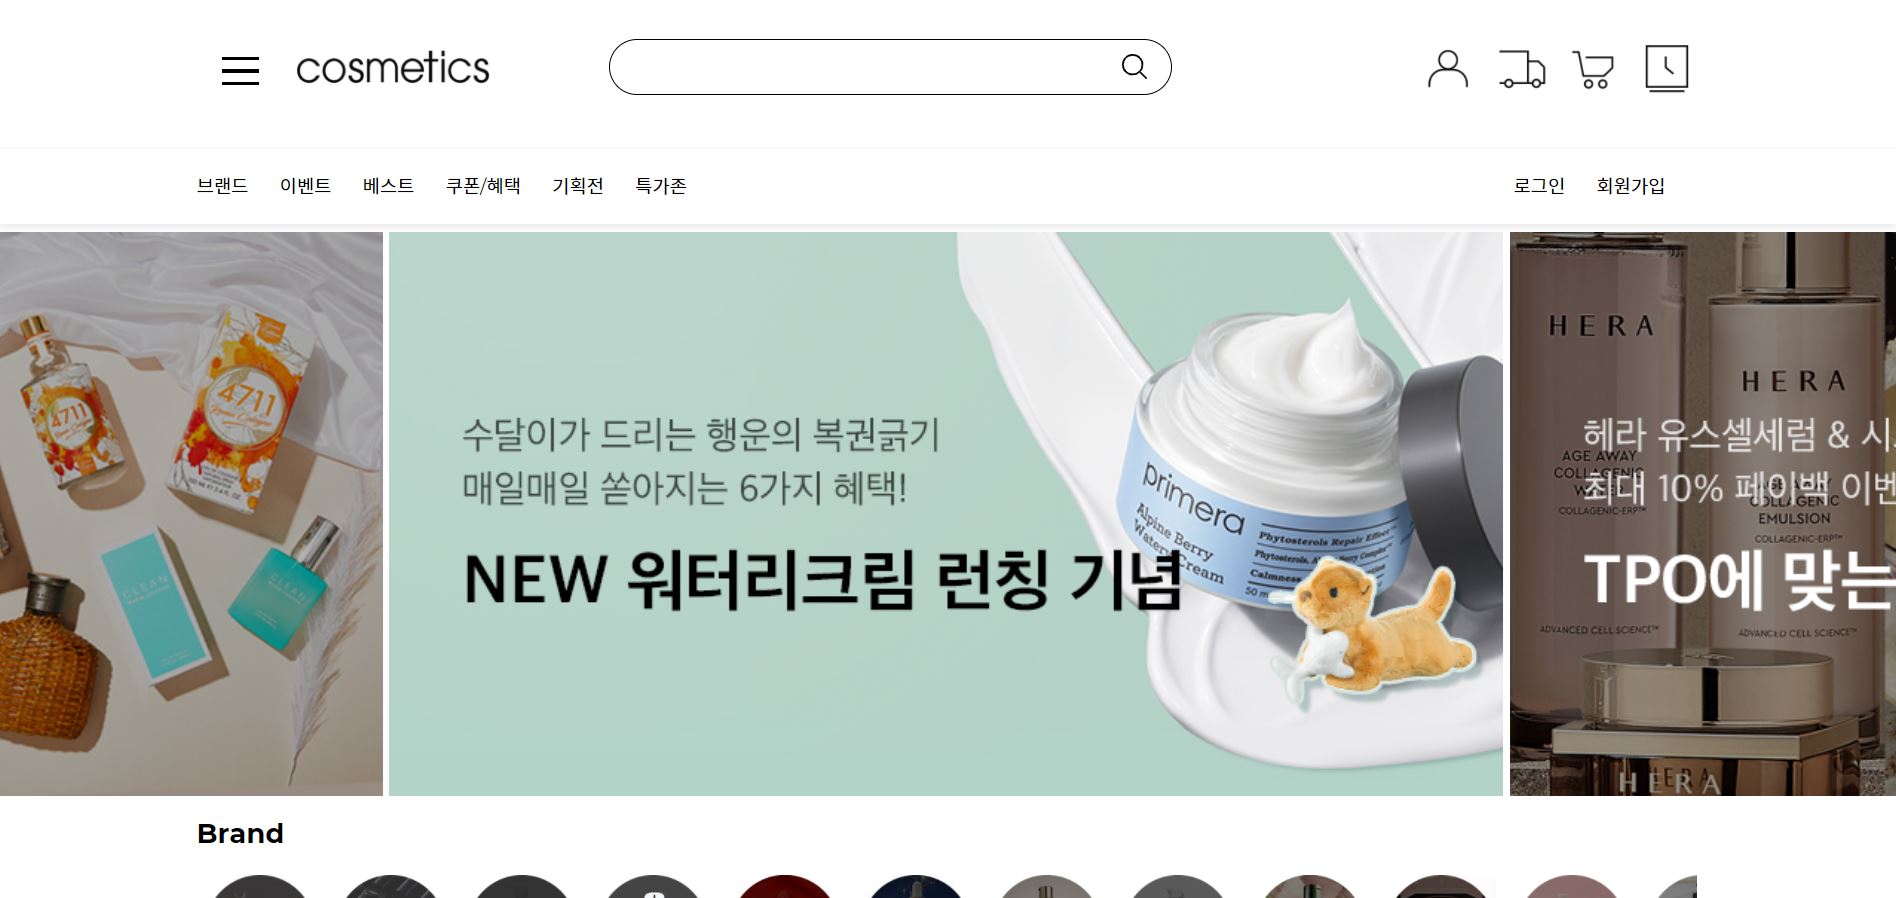 cosmetics
브랜드 이벤트 베스트 쿠폰/혜택 기획전 특가존 로그인 회원가입
4711
4711
CLEAN
CLEAN
수달이가 드리는 행운의 복권긁기
매일매일 쏟아지는 6가지 혜택!
NEW 워터리크림 런칭 기념
primera
Alpine Berry
Watery Cream
Phytosterols Repair Effect™
Calmness
HERA
HERA
헤라 유스셀세럼 & 시
최대 10% 페이백 이벤
TPO에 맞는
AGE AWAY
COLLAGENIC
COLLAGENIC-ERP™
COLLAGENIC
EMULSION
COLLAGENIC-ERP™
ADVANCED CELL SCIENCE™
ADVANCED CELL SCIENCE™
HERA
Brand